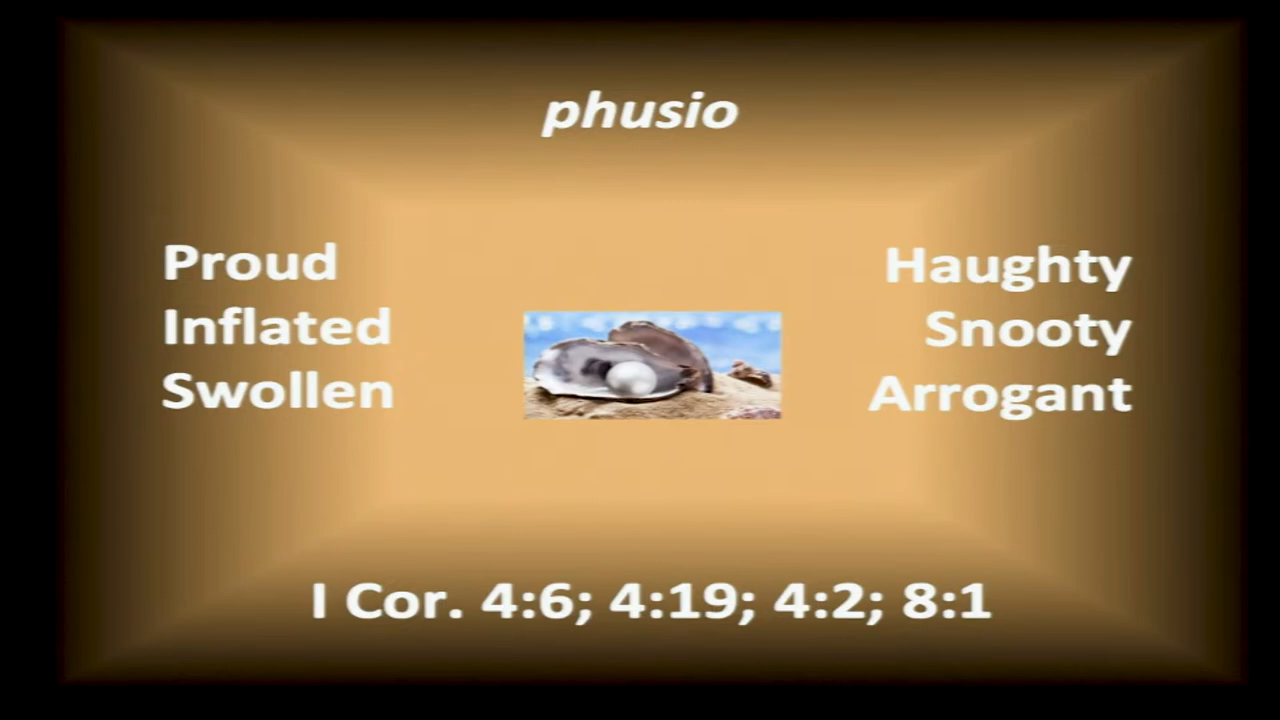 phusio
Proud
Inflated
Swollen
Haughty
Snooty
Arrogant
I Cor. 4:6; 4:19; 4:2; 8:1